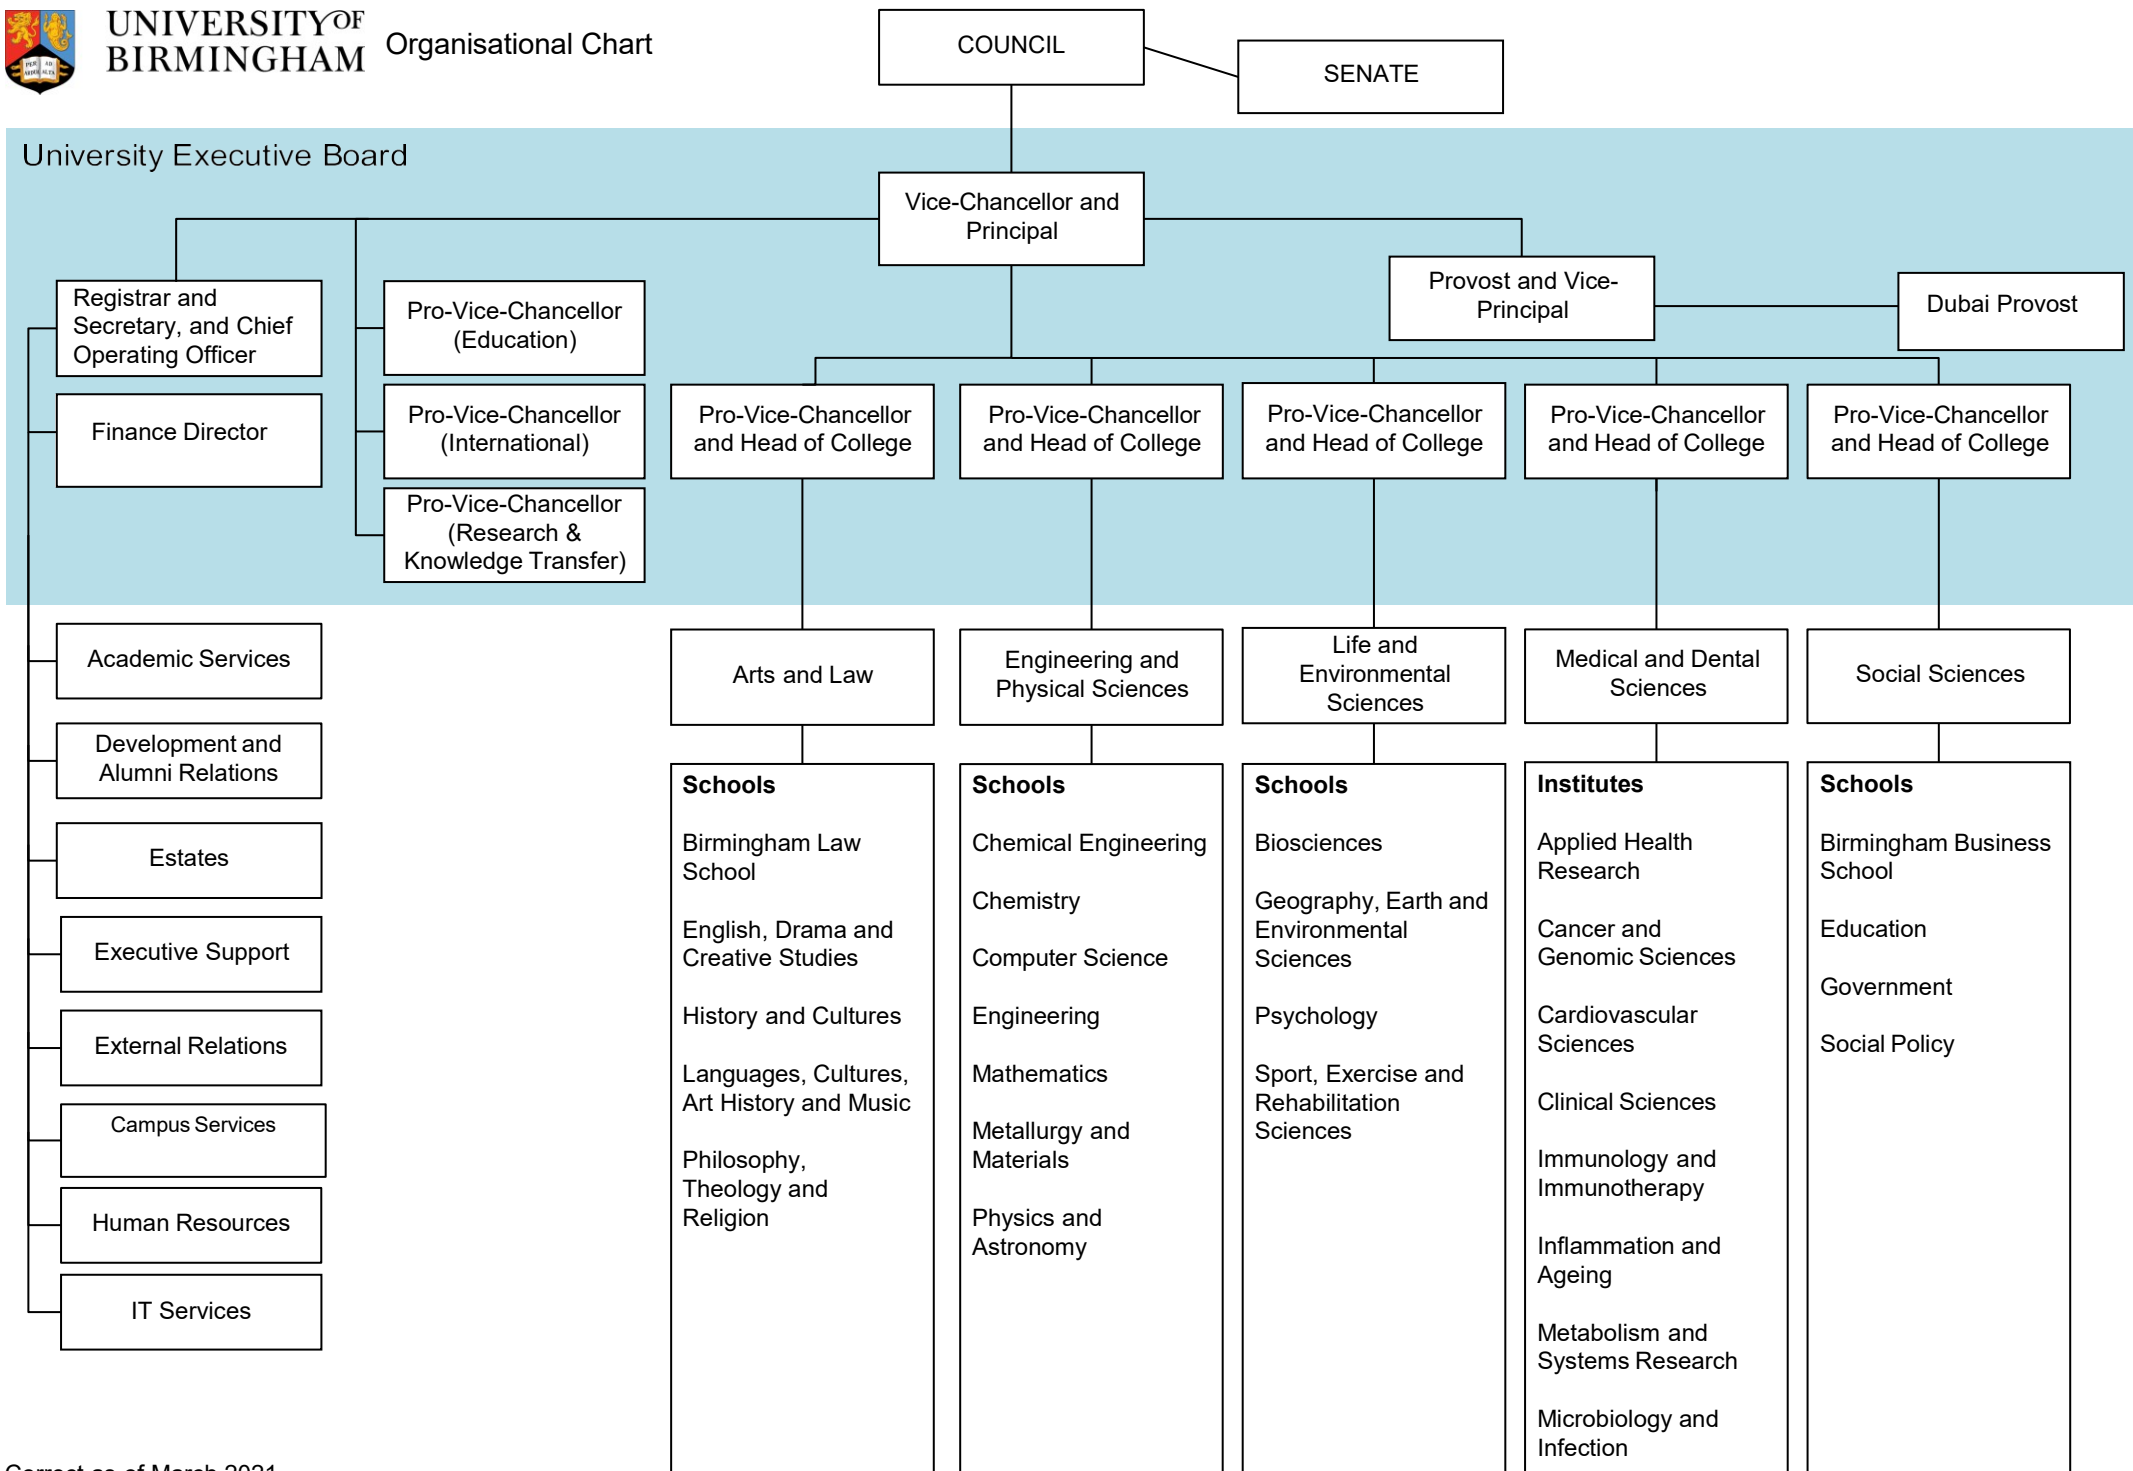 UNIVERSITY OF
BIRMINGHAM
PER AD
ARDUA ALTA
Organisational Chart
COUNCIL
SENATE
University Executive Board
Vice-Chancellor and
Principal
Registrar and
Secretary, and Chief
Operating Officer
Pro-Vice-Chancellor
(Education)
Provost and Vice-
Principal
Dubai Provost
Finance Director
Pro-Vice-Chancellor
(International)
Pro-Vice-Chancellor
(Research &
Knowledge Transfer)
Pro-Vice-Chancellor
and Head of College
Pro-Vice-Chancellor
and Head of College
Pro-Vice-Chancellor
and Head of College
Pro-Vice-Chancellor
and Head of College
Pro-Vice-Chancellor
and Head of College
Academic Services
Development and
Alumni Relations
Estates
Executive Support
External Relations
Campus Services
Human Resources
IT Services
Arts and Law
Schools
Birmingham Law
School
English, Drama and
Creative Studies
History and Cultures
Languages, Cultures,
Art History and Music
Philosophy,
Theology and
Religion
Engineering and
Physical Sciences
Schools
Chemical Engineering
Chemistry
Computer Science
Engineering
Mathematics
Metallurgy and
Materials
Physics and
Astronomy
Life and
Environmental
Sciences
Schools
Biosciences
Geography, Earth and
Environmental
Sciences
Psychology
Sport, Exercise and
Rehabilitation
Sciences
Medical and Dental
Sciences
Institutes
Applied Health
Research
Cancer and
Genomic Sciences
Cardiovascular
Sciences
Clinical Sciences
Immunology and
Immunotherapy
Inflammation and
Ageing
Metabolism and
Systems Research
Microbiology and
Infection
Social Sciences
Schools
Birmingham Business
School
Education
Government
Social Policy
Correct as of March 2021